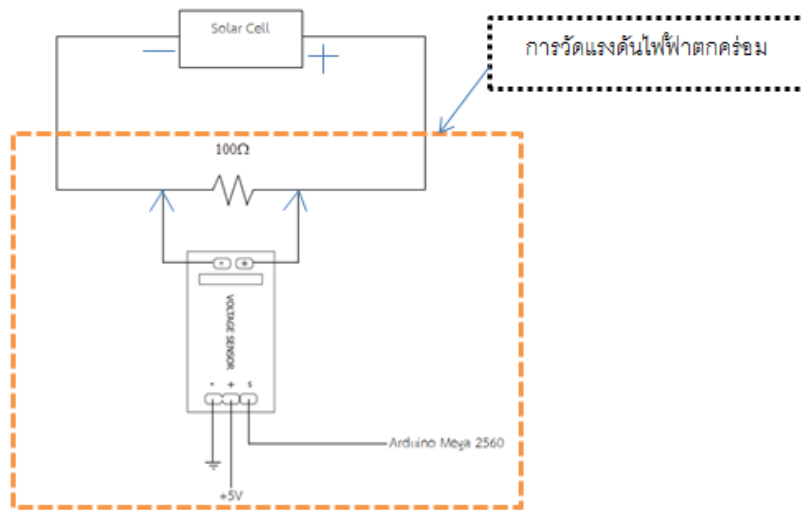 Solar Cell
− +
การวัดแรงดันไฟฟ้าตกคร่อม
100Ω
- +
VOLTAGE SENSOR
- + s
Arduino Mega 2560
+5V